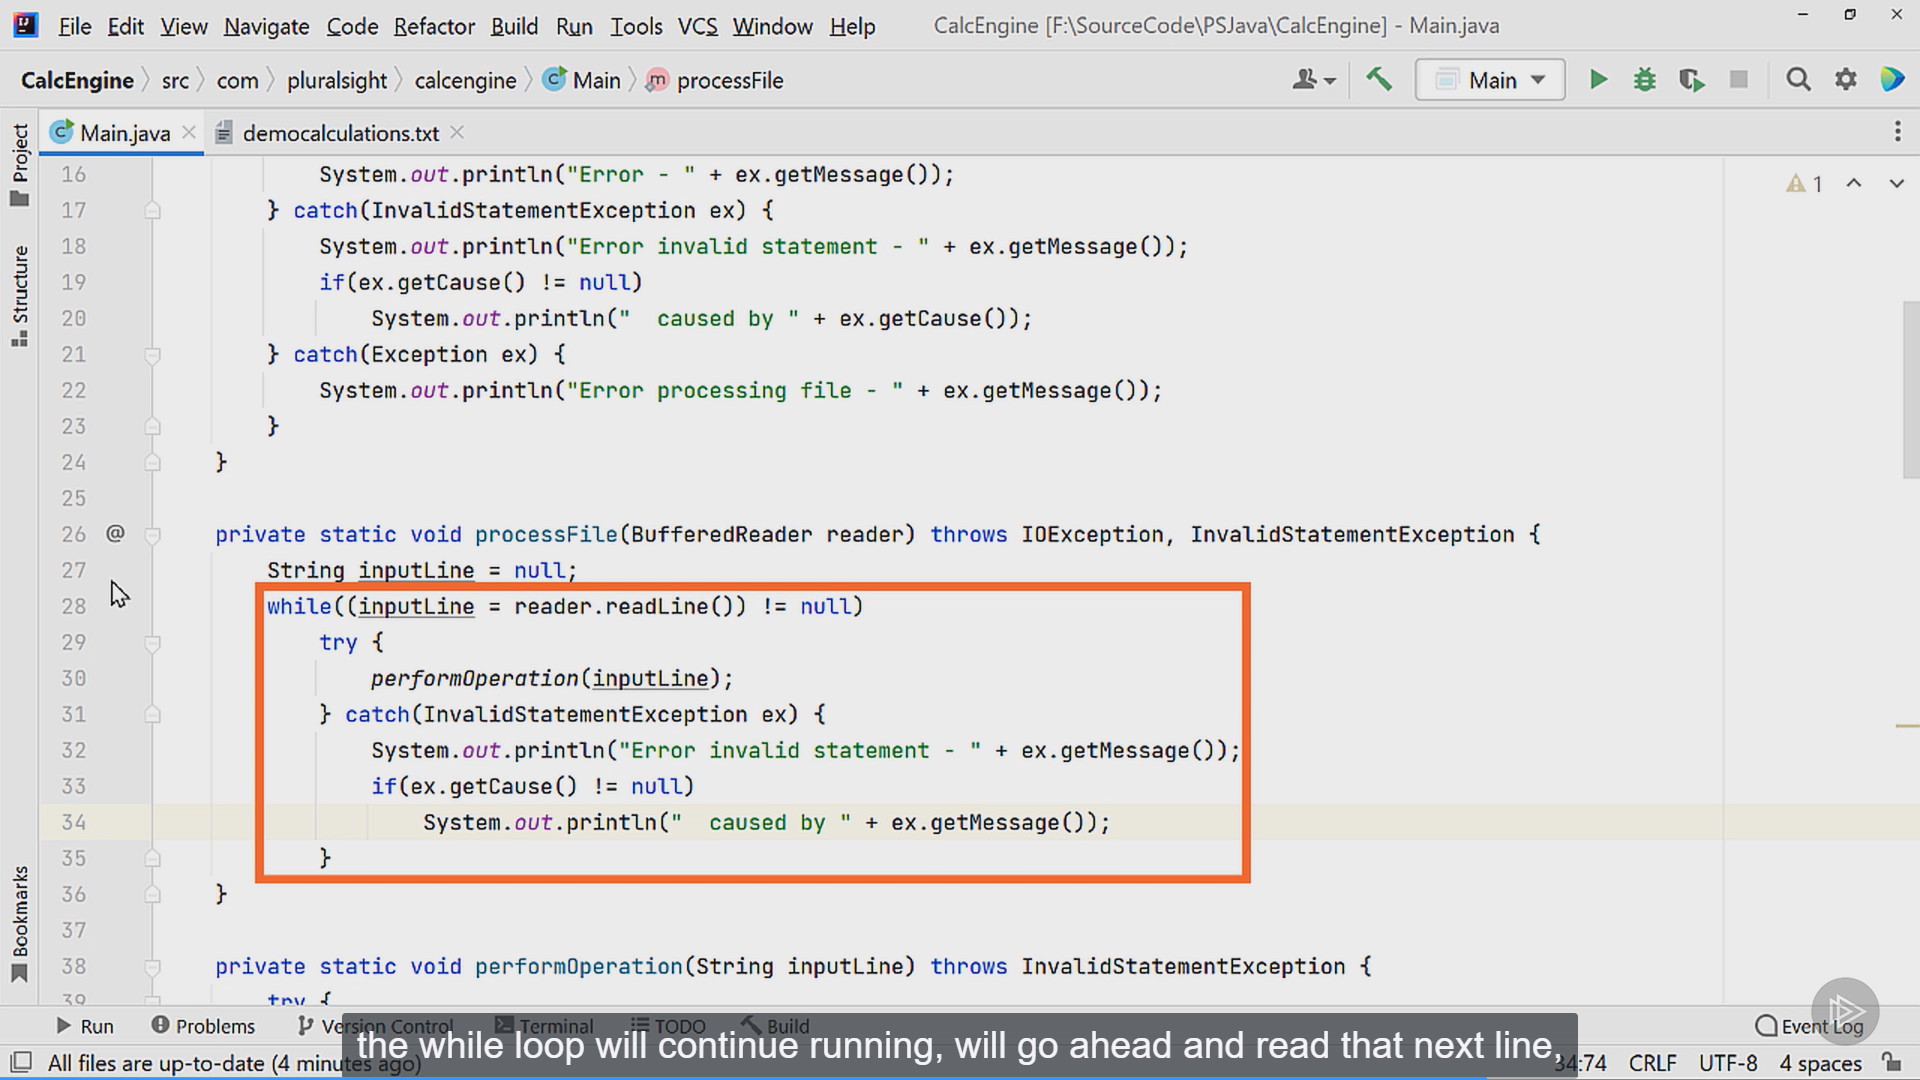 File Edit View Navigate Code Refactor Build Run Tools VCS Window Help CalcEngine [F:\SourceCode\PSJava\CalcEngine] - Main.java
CalcEngine src com pluralsight calcengine Main processFile Main
Main.java democalculations.txt
Project
Structure
Bookmarks
1
16 System.out.println("Error - " + ex.getMessage());
17 } catch(InvalidStatementException ex) {
18 System.out.println("Error invalid statement - " + ex.getMessage());
19 if(ex.getCause() != null)
20 System.out.println("  caused by " + ex.getCause());
21 } catch(Exception ex) {
22 System.out.println("Error processing file - " + ex.getMessage());
23 }
24 }
25
26 @ private static void processFile(BufferedReader reader) throws IOException, InvalidStatementException {
27 String inputLine = null;
28 while((inputLine = reader.readLine()) != null)
29 try {
30 performOperation(inputLine);
31 } catch(InvalidStatementException ex) {
32 System.out.println("Error invalid statement - " + ex.getMessage());
33 if(ex.getCause() != null)
34 System.out.println("  caused by " + ex.getMessage());
35 }
36 }
37
38 private static void performOperation(String inputLine) throws InvalidStatementException {
39 try {
Run Problems Version Control Terminal TODO Build Event Log
the while loop will continue running, will go ahead and read that next line,
All files are up-to-date (4 minutes ago) 34:74 CRLF UTF-8 4 spaces